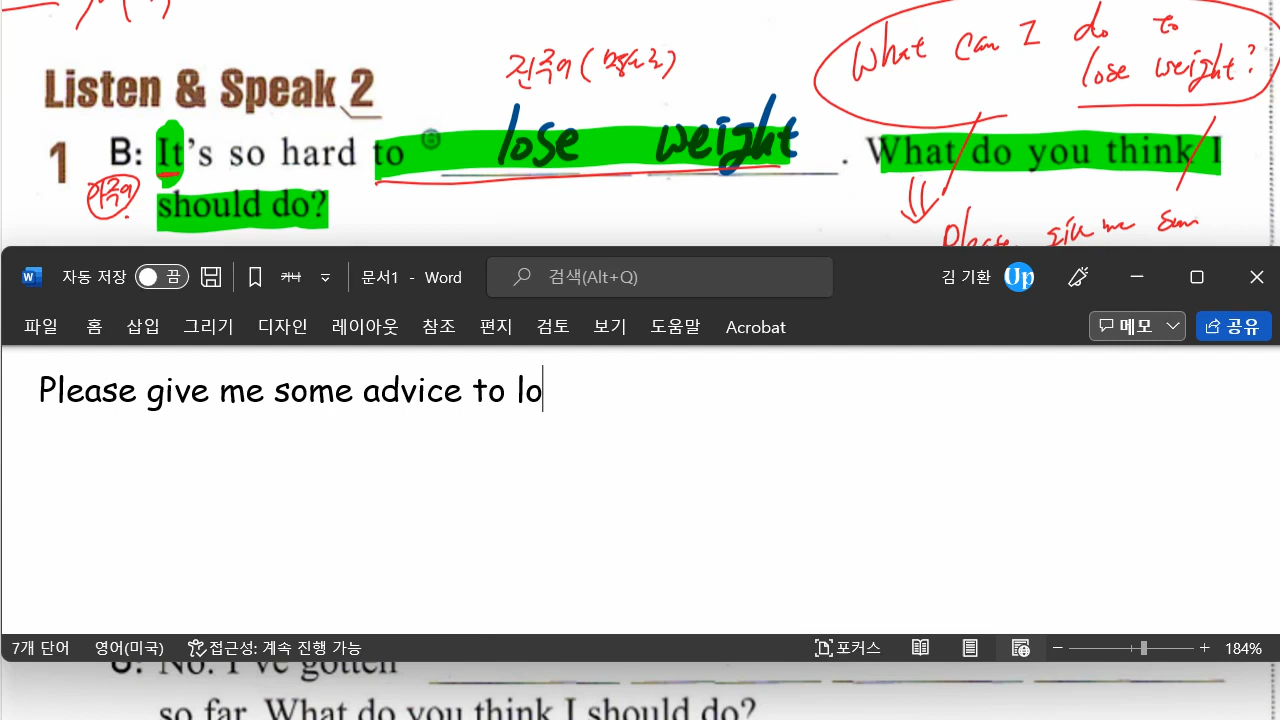 What can I do to
lose weight?
진주어(명으로)
Listen & Speak 2
1 B: It's so hard to lose weight. What do you think I
가주어
should do?
Please give me som
자동 저장 끔 가나 문서1 - Word 검색(Alt+Q) 김 기환 Up
파일 홈 삽입 그리기 디자인 레이아웃 참조 편지 검토 보기 도움말 Acrobat 메모 공유
Please give me some advice to lo
7개 단어 영어(미국) 접근성: 계속 진행 가능 포커스 184%
G: No. I've gotten
so far. What do you think I should do?